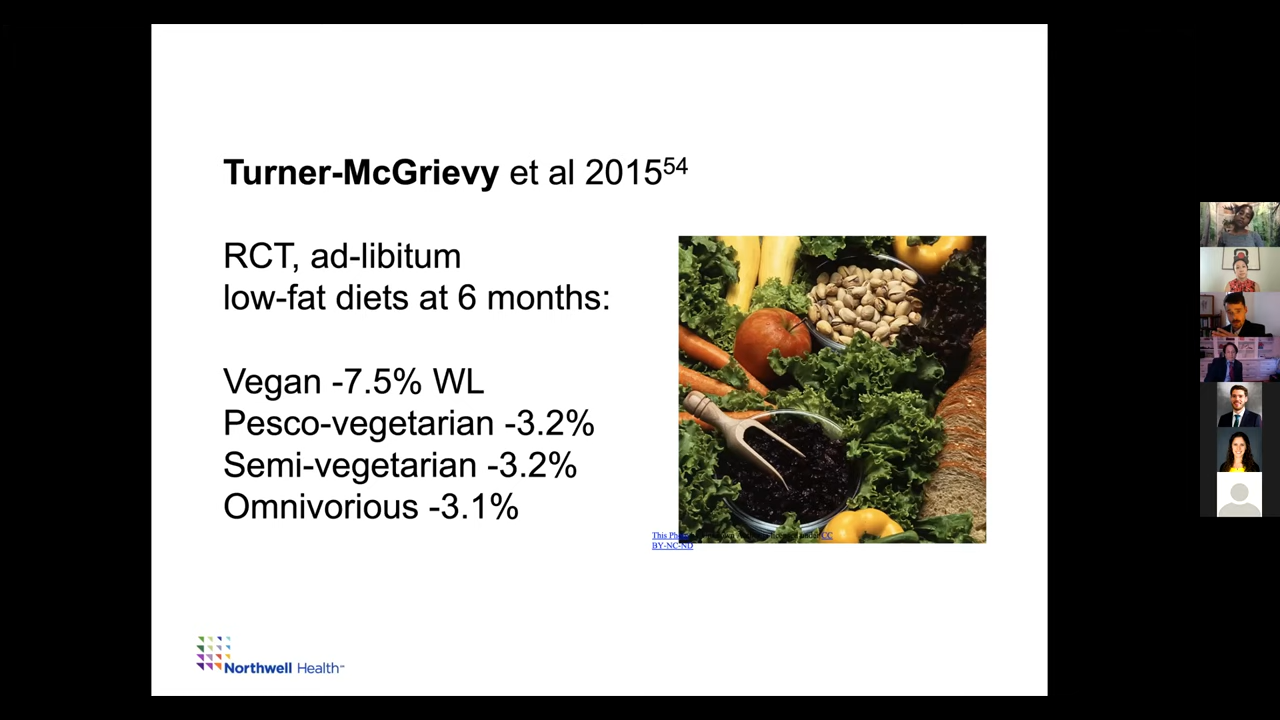 Turner-McGrievy et al 2015⁵⁴
RCT, ad-libitum
low-fat diets at 6 months:
Vegan -7.5% WL
Pesco-vegetarian -3.2%
Semi-vegetarian -3.2%
Omnivorious -3.1%
This CC
BY-NC-ND
Northwell Health